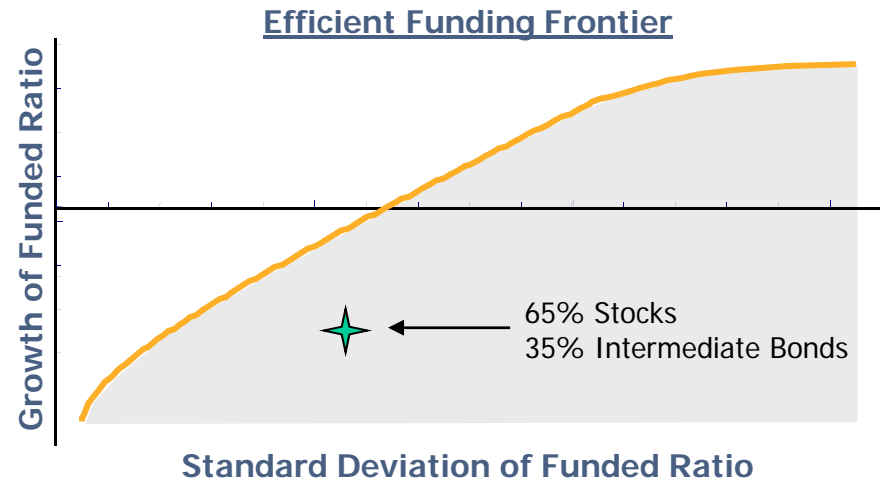 Efficient Funding Frontier
Growth of Funded Ratio
65% Stocks
35% Intermediate Bonds
Standard Deviation of Funded Ratio